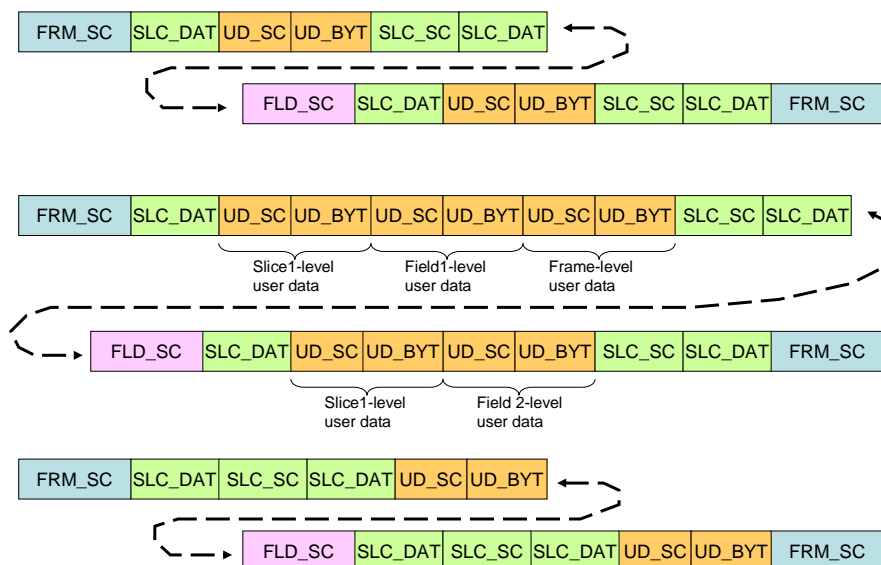 FRM_SC SLC_DAT UD_SC UD_BYT SLC_SC SLC_DAT
FLD_SC SLC_DAT UD_SC UD_BYT SLC_SC SLC_DAT FRM_SC
FRM_SC SLC_DAT UD_SC UD_BYT UD_SC UD_BYT UD_SC UD_BYT SLC_SC SLC_DAT
Slice1-level Field1-level Frame-level
user data user data user data
FLD_SC SLC_DAT UD_SC UD_BYT UD_SC UD_BYT SLC_SC SLC_DAT FRM_SC
Slice1-level Field 2-level
user data user data
FRM_SC SLC_DAT SLC_SC SLC_DAT UD_SC UD_BYT
FLD_SC SLC_DAT SLC_SC SLC_DAT UD_SC UD_BYT FRM_SC